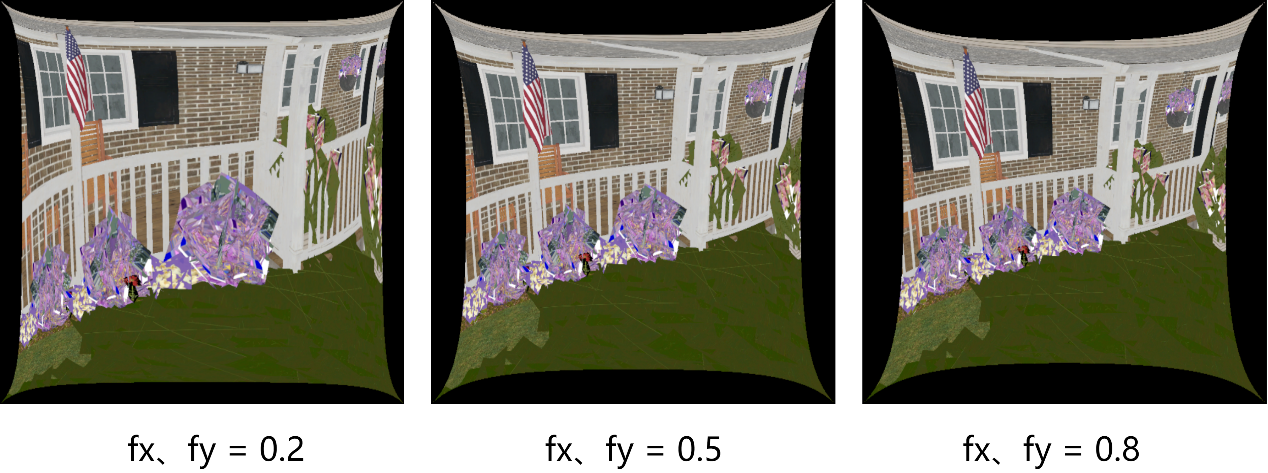 fx、fy = 0.2
fx、fy = 0.5
fx、fy = 0.8